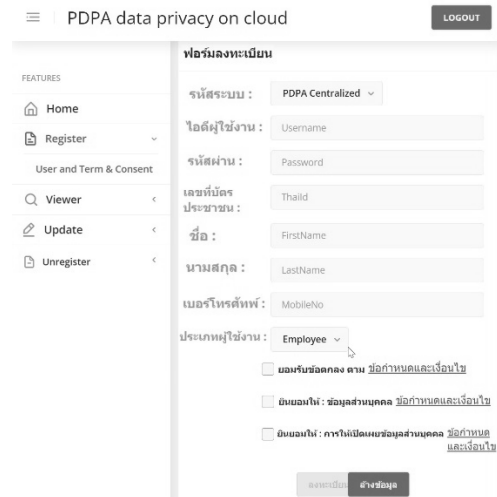 PDPA data privacy on cloud
LOGOUT
FEATURES
Home
Register
User and Term & Consent
Viewer
Update
Unregister
ฟอร์มลงทะเบียน
รหัสระบบ :
PDPA Centralized
ไอดีผู้ใช้งาน :
Username
รหัสผ่าน :
Password
เลขที่บัตร
ประชาชน :
ThaiId
ชื่อ :
FirstName
นามสกุล :
LastName
เบอร์โทรศัทพ์ :
MobileNo
ประเภทผู้ใช้งาน :
Employee
ยอมรับข้อตกลง ตาม ข้อกำหนดและเงื่อนไข
ยินยอมให้ : ข้อมูลส่วนบุคคล ข้อกำหนดและเงื่อนไข
ยินยอมให้ : การให้เปิดเผยข้อมูลส่วนบุคคล ข้อกำหนด
และเงื่อนไข
ลงทะเบียน
ล้างข้อมูล